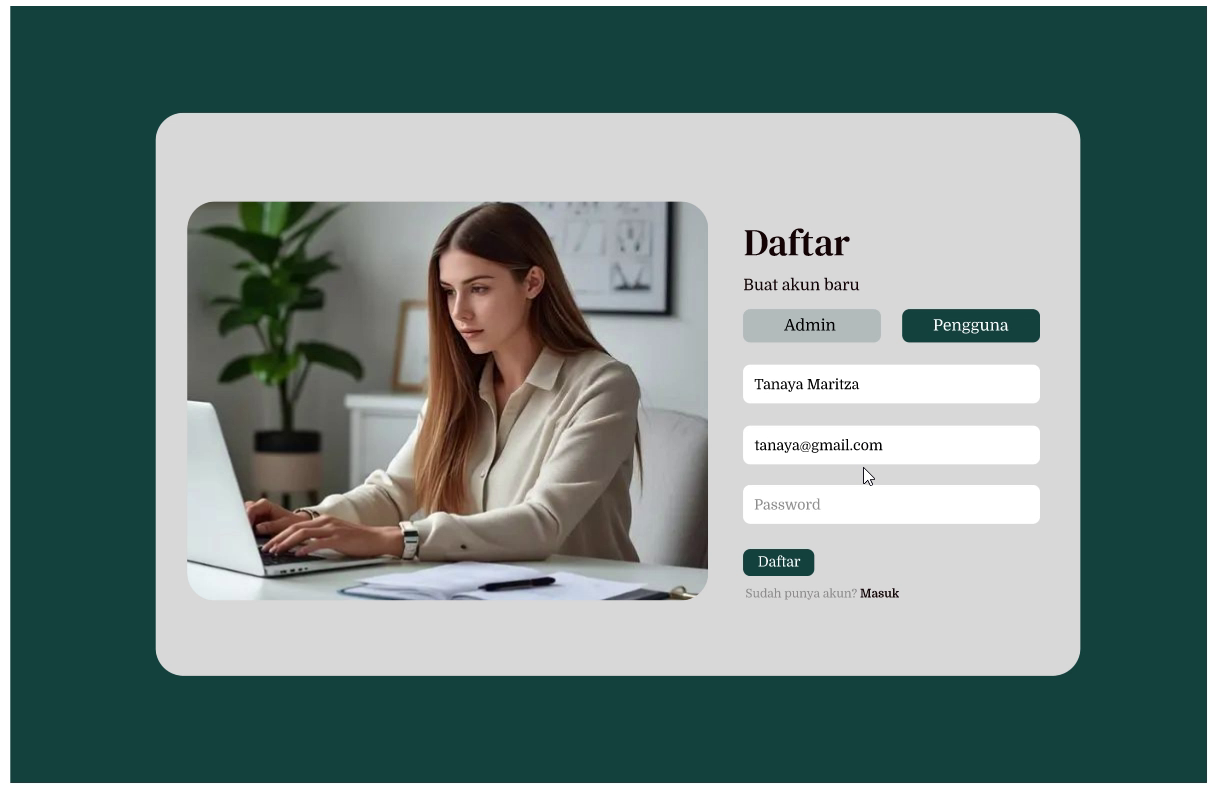 Daftar
Buat akun baru
Admin Pengguna
Tanaya Maritza
tanaya@gmail.com
Password
Daftar
Sudah punya akun? Masuk